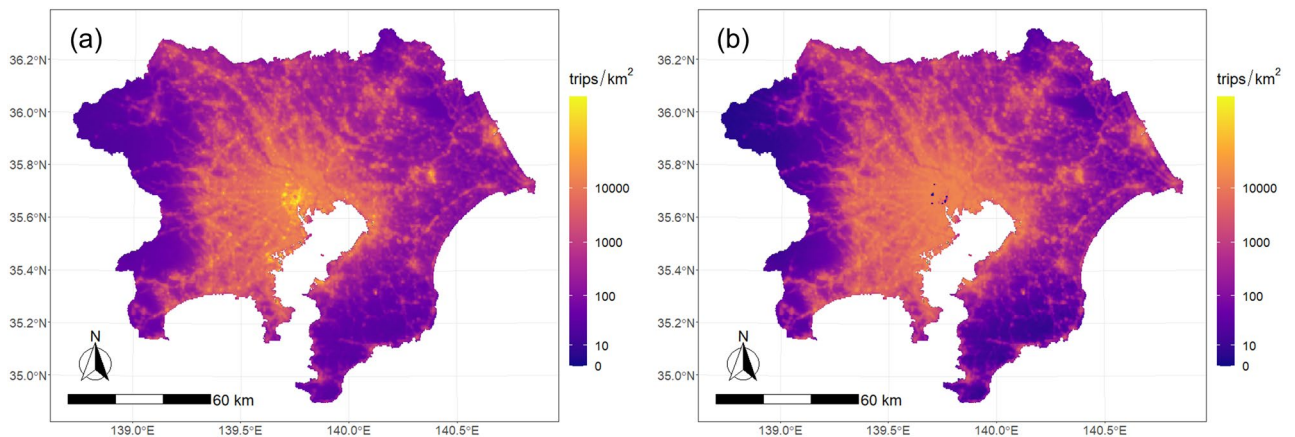 (a)
36.2°N
36.0°N
35.8°N
35.6°N
35.4°N
35.2°N
35.0°N
139.0°E
139.5°E
140.0°E
140.5°E
N
60 km
trips/km²
10000
1000
100
10
0
(b)
36.2°N
36.0°N
35.8°N
35.6°N
35.4°N
35.2°N
35.0°N
139.0°E
139.5°E
140.0°E
140.5°E
N
60 km
trips/km²
10000
1000
100
10
0